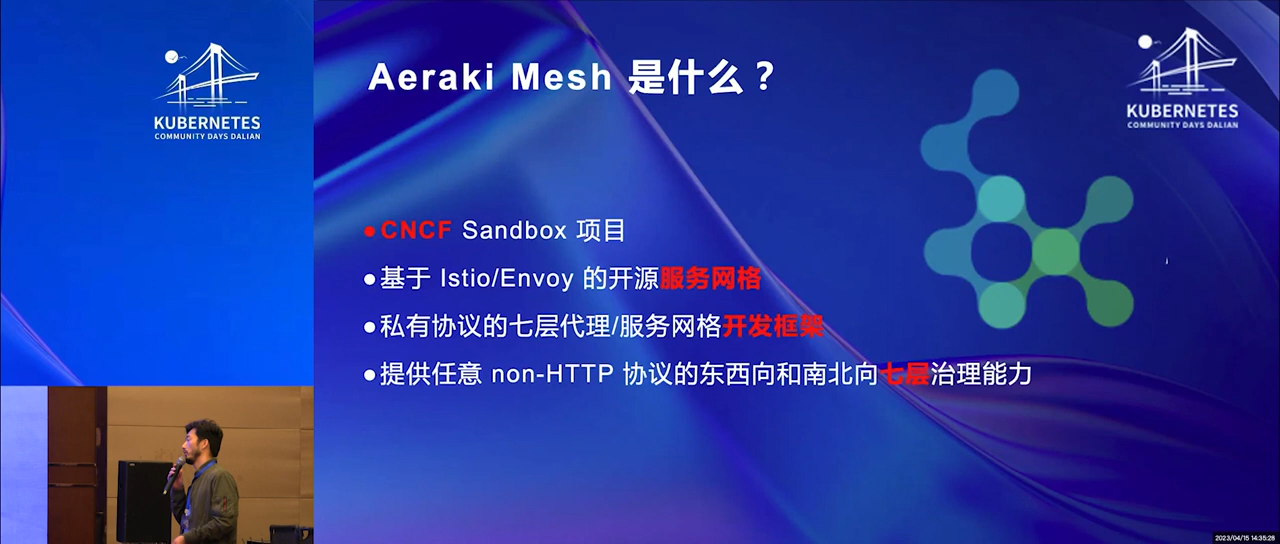 KUBERNETES
COMMUNITY DAYS DALIAN
Aeraki Mesh 是什么？
KUBERNETES
COMMUNITY DAYS DALIAN
●CNCF Sandbox 项目
●基于 Istio/Envoy 的开源服务网格
●私有协议的七层代理/服务网格开发框架
●提供任意 non-HTTP 协议的东西向和南北向七层治理能力
2023/04/15 14:35:28